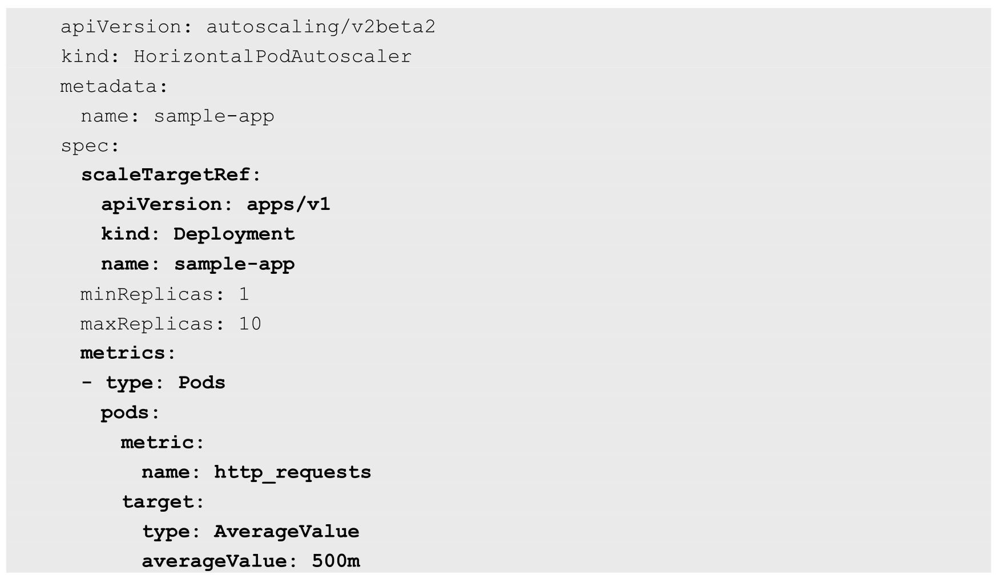 apiVersion: autoscaling/v2beta2
kind: HorizontalPodAutoscaler
metadata:
  name: sample-app
spec:
  scaleTargetRef:
    apiVersion: apps/v1
    kind: Deployment
    name: sample-app
  minReplicas: 1
  maxReplicas: 10
  metrics:
  - type: Pods
    pods:
      metric:
        name: http_requests
      target:
        type: AverageValue
        averageValue: 500m